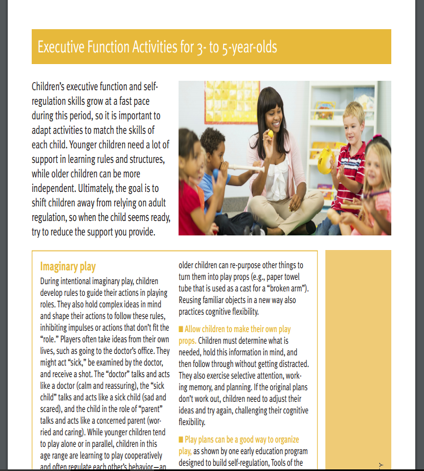 Executive Function Activities for 3- to 5-year-olds
Children's executive function and self-
regulation skills grow at a fast pace
during this period, so it is important to
adapt activities to match the skills of
each child. Younger children need a lot of
support in learning rules and structures,
while older children can be more
independent. Ultimately, the goal is to
shift children away from relying on adult
regulation, so when the child seems ready,
try to reduce the support you provide.
Imaginary play
During intentional imaginary play, children
develop rules to guide their actions in playing
roles. They also hold complex ideas in mind
and shape their actions to follow these rules,
inhibiting impulses or actions that don't fit the
“role.” Players often take ideas from their own
lives, such as going to the doctor's office. They
might act “sick,” be examined by the doctor,
and receive a shot. The “doctor” talks and acts
like a doctor (calm and reassuring), the “sick
child” talks and acts like a sick child (sad and
scared), and the child in the role of “parent”
talks and acts like a concerned parent (wor-
ried and caring). While younger children tend
to play alone or in parallel, children in this
age range are learning to play cooperatively
and often regulate each other's behavior—an
older children can re-purpose other things to
turn them into play props (e.g., paper towel
tube that is used as a cast for a “broken arm”).
Reusing familiar objects in a new way also
practices cognitive flexibility.
■ Allow children to make their own play
props. Children must determine what is
needed, hold this information in mind, and
then follow through without getting distracted.
They also exercise selective attention, work-
ing memory, and planning. If the original plans
don't work out, children need to adjust their
ideas and try again, challenging their cognitive
flexibility.
■ Play plans can be a good way to organize
play, as shown by one early education program
designed to build self-regulation, Tools of the